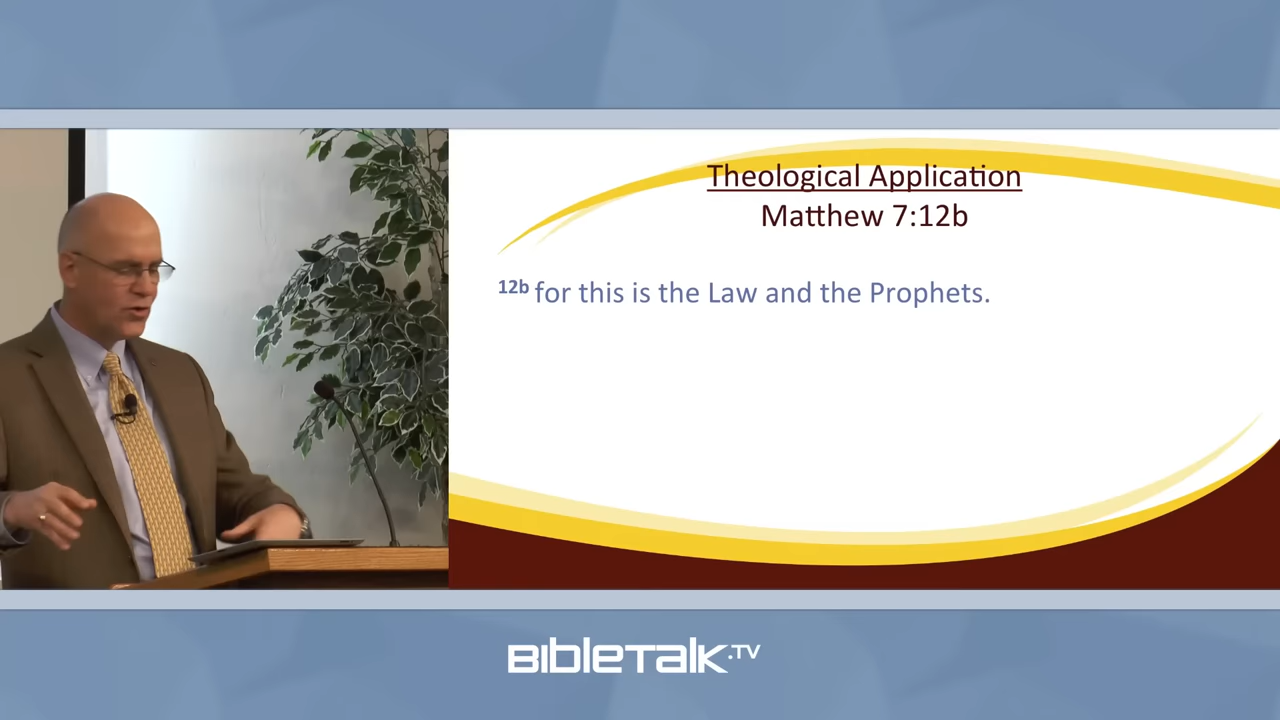 Theological Application
Matthew 7:12b
12b for this is the Law and the Prophets.
BIBLETALK.TV